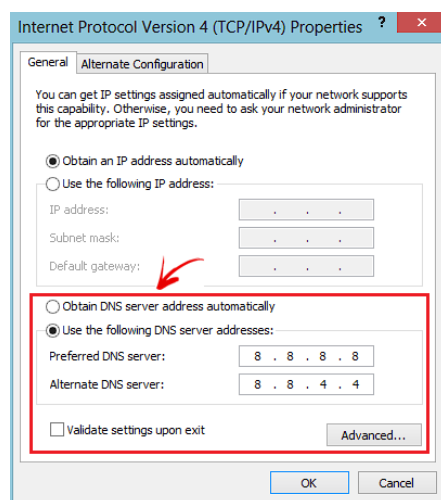 Internet Protocol Version 4 (TCP/IPv4) Properties ? ×
General Alternate Configuration
You can get IP settings assigned automatically if your network supports
this capability. Otherwise, you need to ask your network administrator
for the appropriate IP settings.
Obtain an IP address automatically
Use the following IP address:
IP address: . . .
Subnet mask: . . .
Default gateway: . . .
Obtain DNS server address automatically
Use the following DNS server addresses:
Preferred DNS server: 8 . 8 . 8 . 8
Alternate DNS server: 8 . 8 . 4 . 4
Validate settings upon exit
Advanced...
OK Cancel